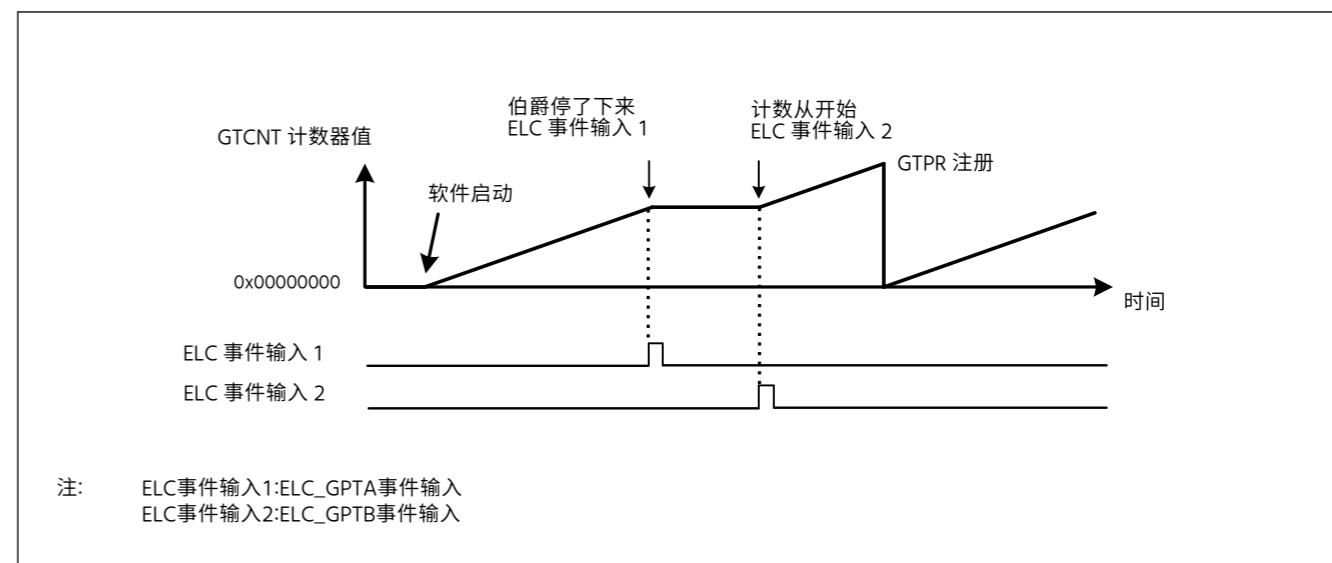 伯爵停了下来
ELC 事件输入 1
计数从开始
ELC 事件输入 2
GTCNT 计数器值
GTPR 注册
软件启动
0x00000000
时间
ELC 事件输入 1
ELC 事件输入 2
注: ELC事件输入1:ELC_GPTA事件输入
ELC事件输入2:ELC_GPTB事件输入